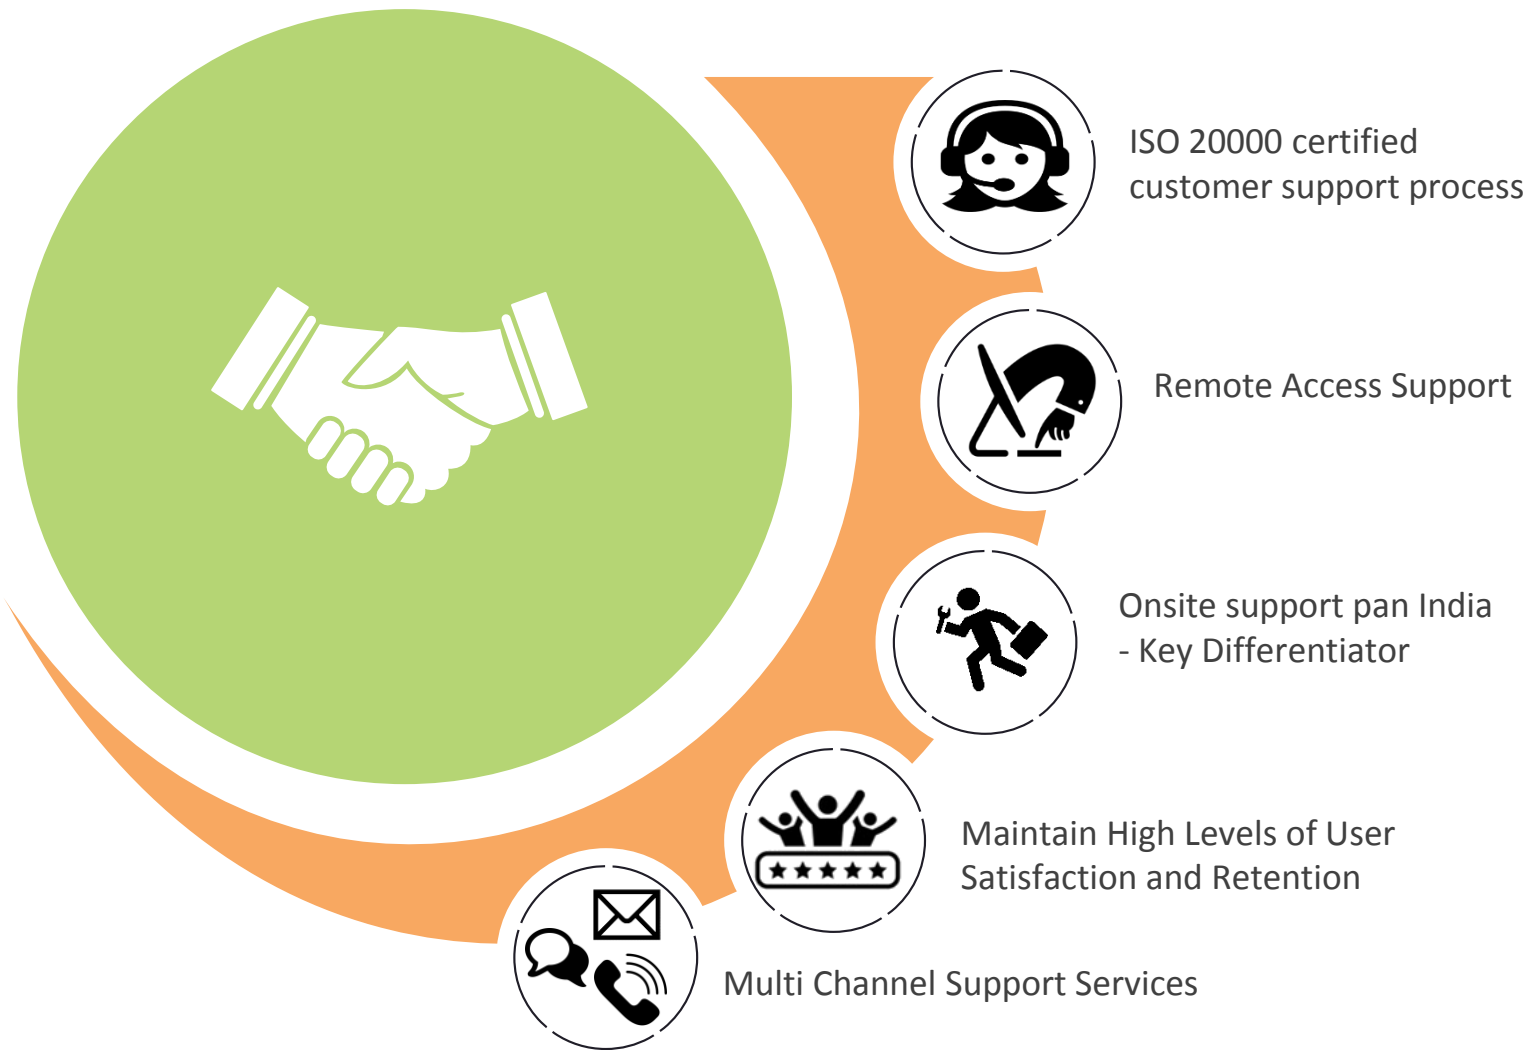 ISO 20000 certified
customer support process
Remote Access Support
Onsite support pan India
- Key Differentiator
Maintain High Levels of User
Satisfaction and Retention
Multi Channel Support Services